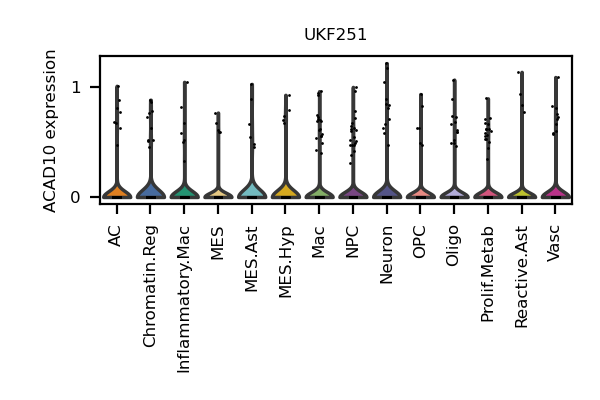 UKF251
ACAD10 expression
1
0
AC
Chromatin.Reg
Inflammatory.Mac
MES
MES.Ast
MES.Hyp
Mac
NPC
Neuron
OPC
Oligo
Prolif.Metab
Reactive.Ast
Vasc